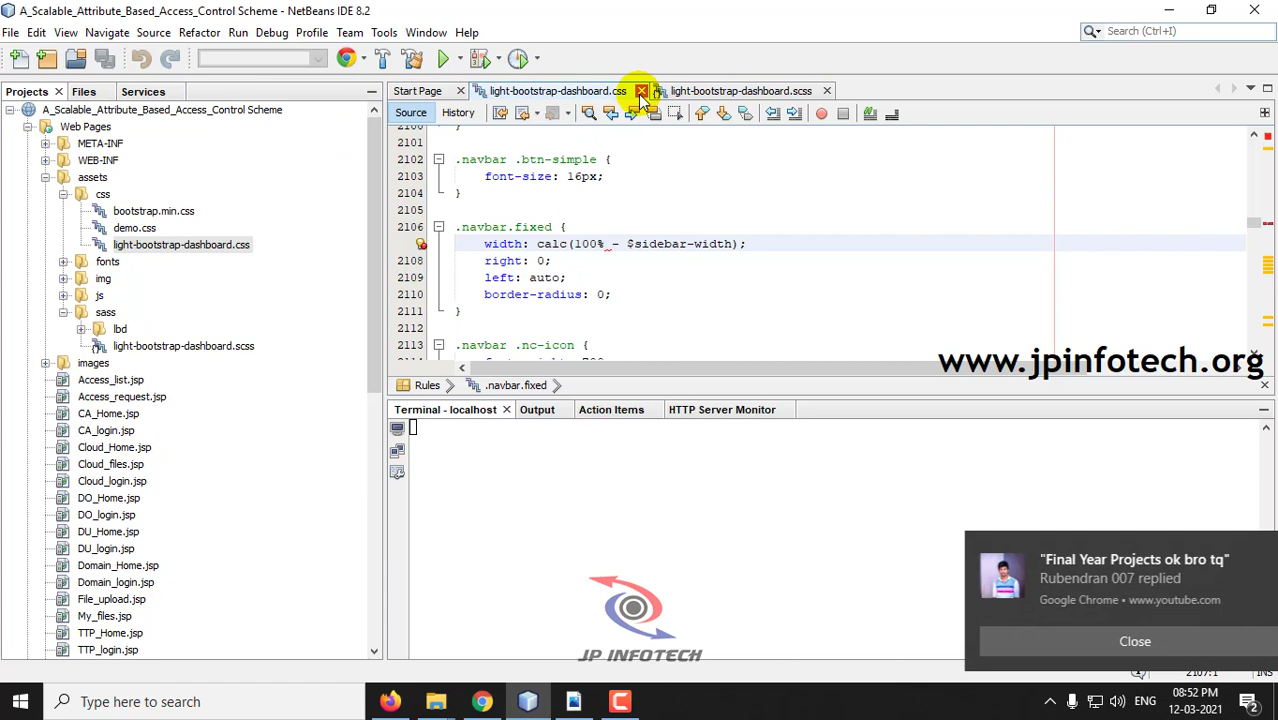 A_Scalable_Attribute_Based_Access_Control Scheme - NetBeans IDE 8.2
File Edit View Navigate Source Refactor Run Debug Profile Team Tools Window Help
Search (Ctrl+I)
Projects Files Services
Start Page light-bootstrap-dashboard.css light-bootstrap-dashboard.scss
Source History
A_Scalable_Attribute_Based_Access_Control Scheme
Web Pages
META-INF
WEB-INF
assets
css
bootstrap.min.css
demo.css
light-bootstrap-dashboard.css
fonts
img
js
sass
lbd
light-bootstrap-dashboard.scss
images
Access_list.jsp
Access_request.jsp
CA_Home.jsp
CA_login.jsp
Cloud_Home.jsp
Cloud_files.jsp
Cloud_login.jsp
DO_Home.jsp
DO_login.jsp
DU_Home.jsp
DU_login.jsp
Domain_Home.jsp
Domain_login.jsp
File_upload.jsp
My_files.jsp
TTP_Home.jsp
TTP_login.jsp
2100 }
2101
2102 .navbar .btn-simple {
2103 font-size: 16px;
2104 }
2105
2106 .navbar.fixed {
width: calc(100% - $sidebar-width);
2108 right: 0;
2109 left: auto;
2110 border-radius: 0;
2111 }
2112
2113 .navbar .nc-icon {
www.jpinfotech.org
Rules .navbar.fixed
Terminal - localhost Output Action Items HTTP Server Monitor
"Final Year Projects ok bro tq"
Rubendran 007 replied
Google Chrome • www.youtube.com
Close
JP INFOTECH
2107:1 INS
Type here to search
ENG
08:52 PM
12-03-2021
2